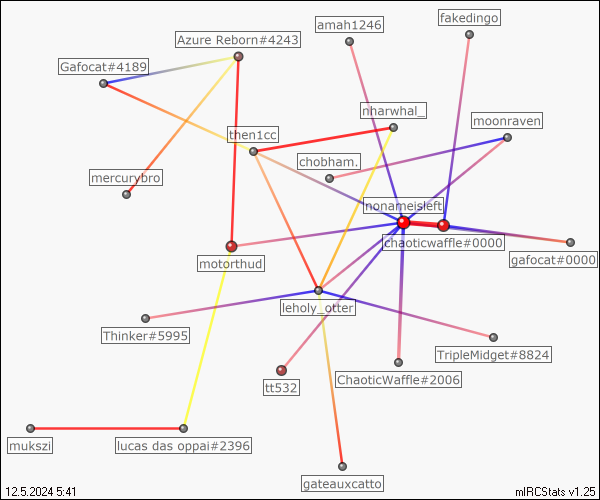 fakedingo
amah1246
Azure Reborn#4243
Gafocat#4189
nharwhal_
moonraven
then1cc
chobham.
mercurybro
nonameisleft
chaoticwaffle#0000
gafocat#0000
motorthud
leholy_otter
Thinker#5995
TripleMidget#8824
ChaoticWaffle#2006
tt532
mukszi
lucas das oppai#2396
gateauxcatto
12.5.2024 5:41
mIRCStats v1.25